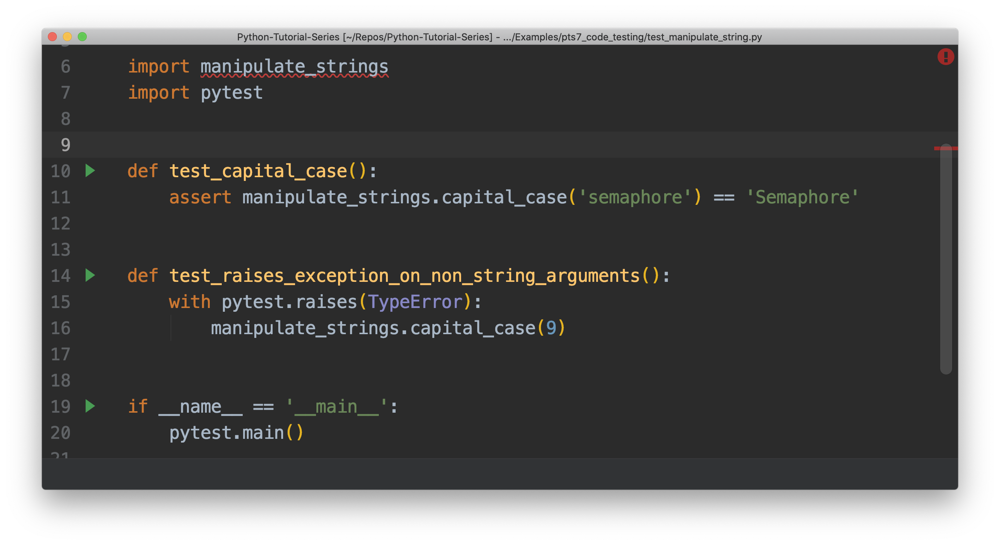 Python-Tutorial-Series [~/Repos/Python-Tutorial-Series] - .../Examples/pts7_code_testing/test_manipulate_string.py
6 import manipulate_strings
7 import pytest
8
9
10 def test_capital_case():
11 assert manipulate_strings.capital_case('semaphore') == 'Semaphore'
12
13
14 def test_raises_exception_on_non_string_arguments():
15 with pytest.raises(TypeError):
16 manipulate_strings.capital_case(9)
17
18
19 if __name__ == '__main__':
20 pytest.main()
21